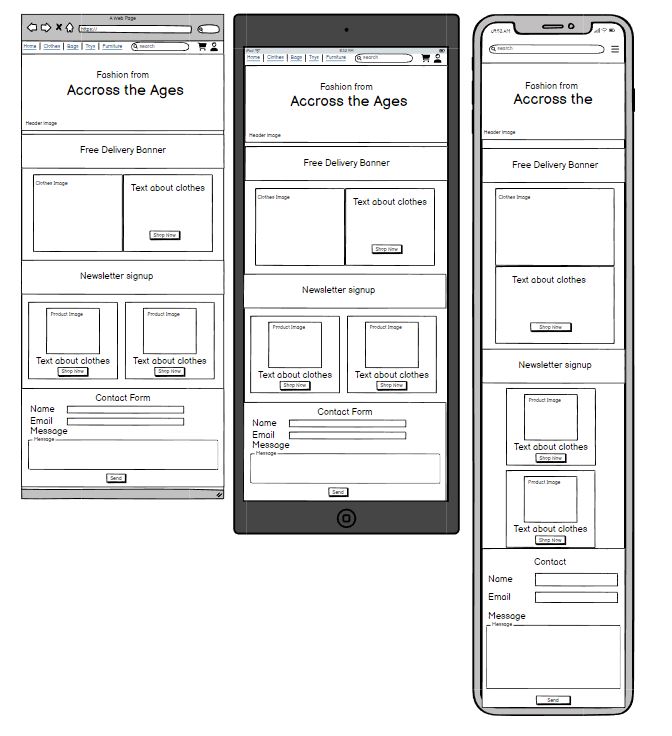 A Web Page
https://
Home | Clothes | Bags | Toys | Furniture
search
Fashion from
Accross the Ages
Header Image
Free Delivery Banner
Clothes Image
Text about clothes
Shop Now
Newsletter signup
Product Image
Text about clothes
Shop Now
Product Image
Text about clothes
Shop Now
Contact Form
Name
Email
Message
Message
Send
iPad
8:52 AM
Home | Clothes | Bags | Toys | Furniture
search
Fashion from
Accross the Ages
Header Image
Free Delivery Banner
Clothes Image
Text about clothes
Shop Now
Newsletter signup
Product Image
Text about clothes
Shop Now
Product Image
Text about clothes
Shop Now
Contact Form
Name
Email
Message
Message
Send
search
Fashion from
Accross the
Header Image
Free Delivery Banner
Clothes Image
Text about clothes
Shop Now
Newsletter signup
Product Image
Text about clothes
Shop Now
Product Image
Text about clothes
Shop Now
Contact
Name
Email
Message
Message
Send